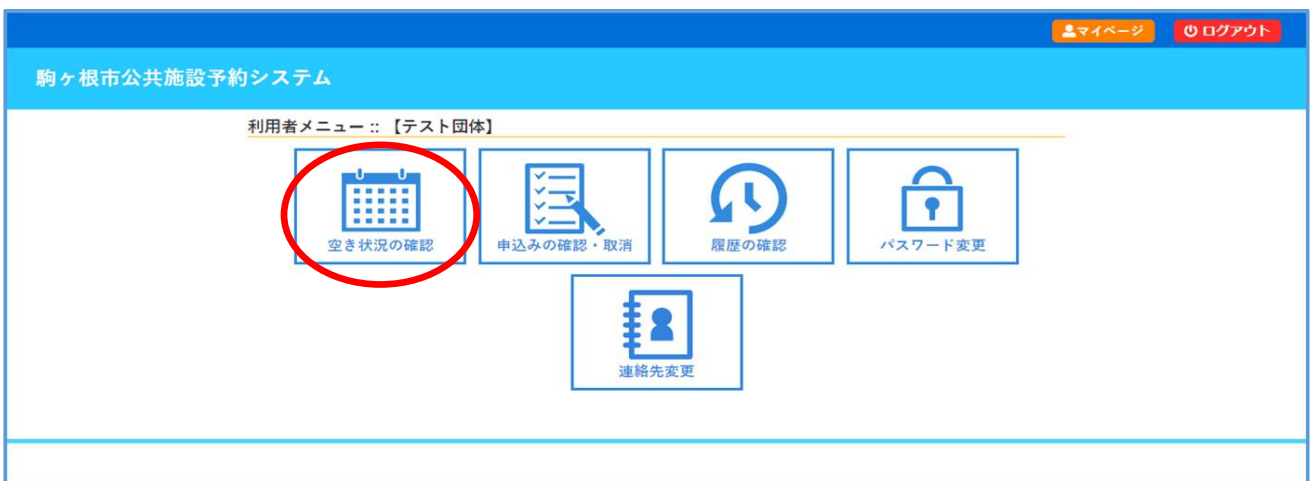 マイページ ログアウト
駒ヶ根市公共施設予約システム
利用者メニュー :: 【テスト団体】
空き状況の確認 申込みの確認・取消 履歴の確認 パスワード変更
連絡先変更